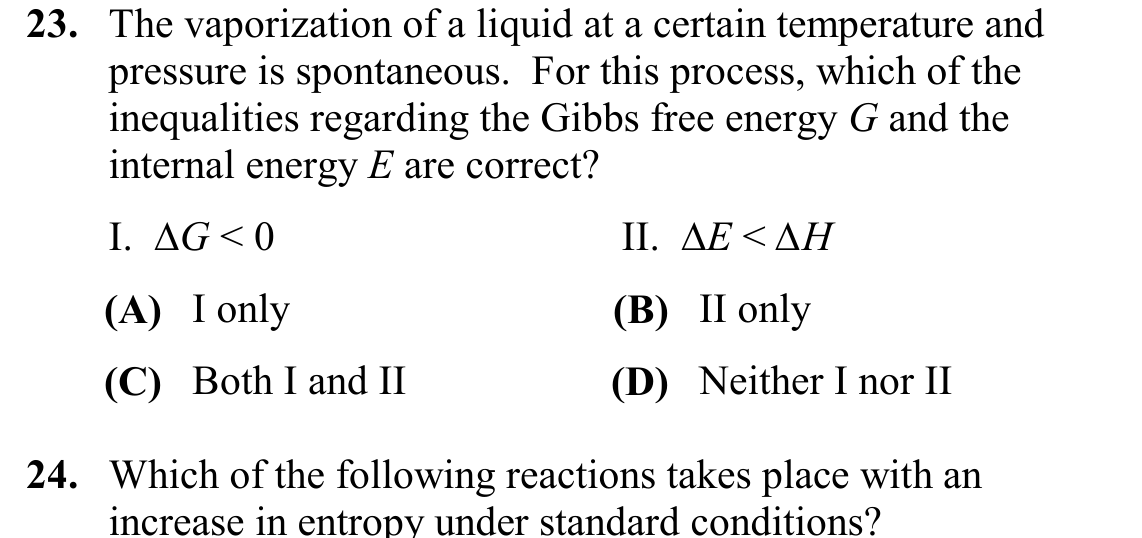 23. The vaporization of a liquid at a certain temperature and
pressure is spontaneous. For this process, which of the
inequalities regarding the Gibbs free energy G and the
internal energy E are correct?
I. ΔG < 0 II. ΔE < ΔH
(A) I only (B) II only
(C) Both I and II (D) Neither I nor II
24. Which of the following reactions takes place with an
increase in entropy under standard conditions?